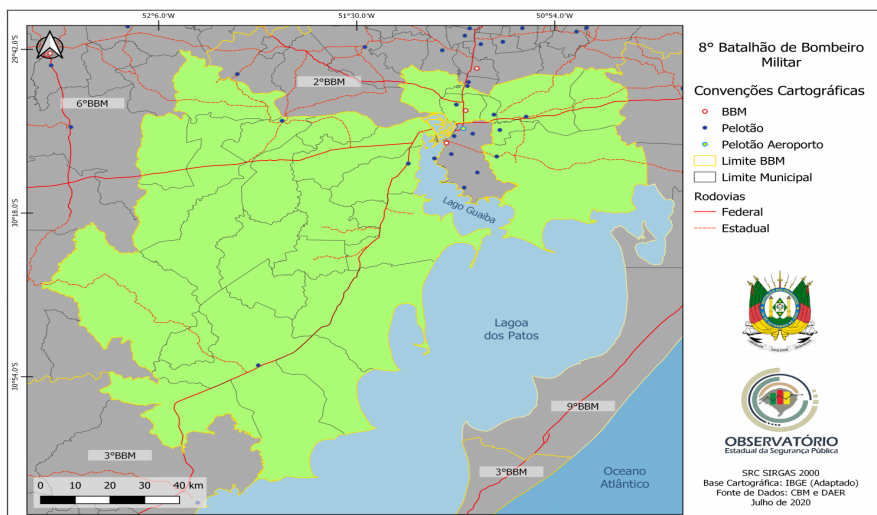 52°6.0'W
51°30.0'W
50°54.0'W
29°42.0'S
30°18.0'S
30°54.0'S
6°BBM
2°BBM
Lago Guaíba
Lagoa
dos Patos
9°BBM
3°BBM
3°BBM
Oceano
Atlântico
0 10 20 30 40 km
8° Batalhão de Bombeiro
Militar
Convenções Cartográficas
BBM
Pelotão
Pelotão Aeroporto
Limite BBM
Limite Municipal
Rodovias
Federal
Estadual
OBSERVATÓRIO
Estadual da Segurança Pública
SRC SIRGAS 2000
Base Cartográfica: IBGE (Adaptado)
Fonte de Dados: CBM e DAER
Julho de 2020